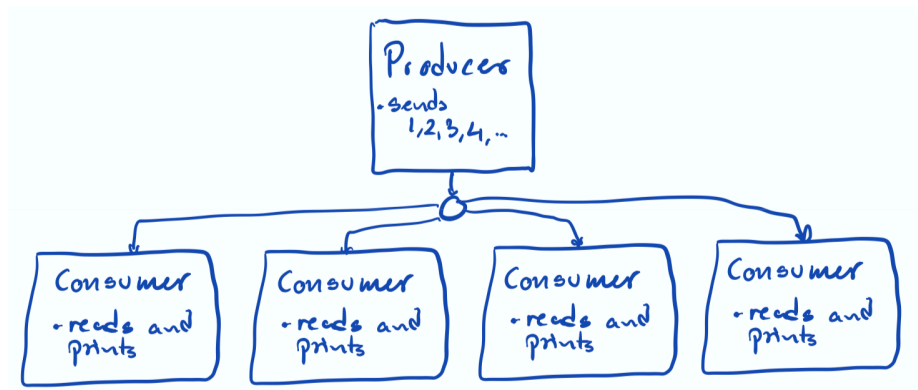 Producer
• sends
1, 2, 3, 4, ...
Consumer
• reads and
prints
Consumer
• reads and
prints
Consumer
• reads and
prints
Consumer
• reads and
prints